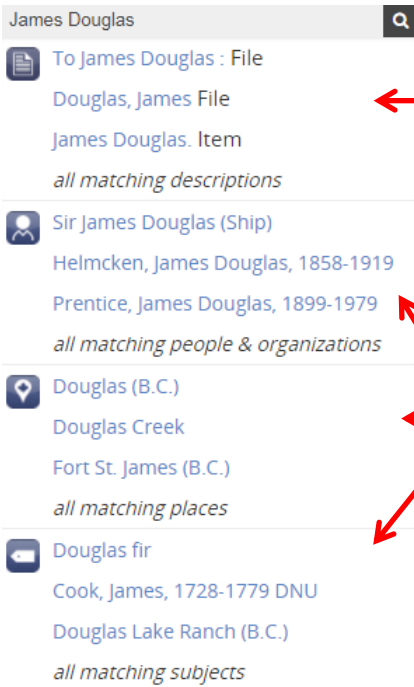 James Douglas
To James Douglas : File
Douglas, James File
James Douglas. Item
all matching descriptions
Sir James Douglas (Ship)
Helmcken, James Douglas, 1858-1919
Prentice, James Douglas, 1899-1979
all matching people & organizations
Douglas (B.C.)
Douglas Creek
Fort St. James (B.C.)
all matching places
Douglas fir
Cook, James, 1728-1779 DNU
Douglas Lake Ranch (B.C.)
all matching subjects